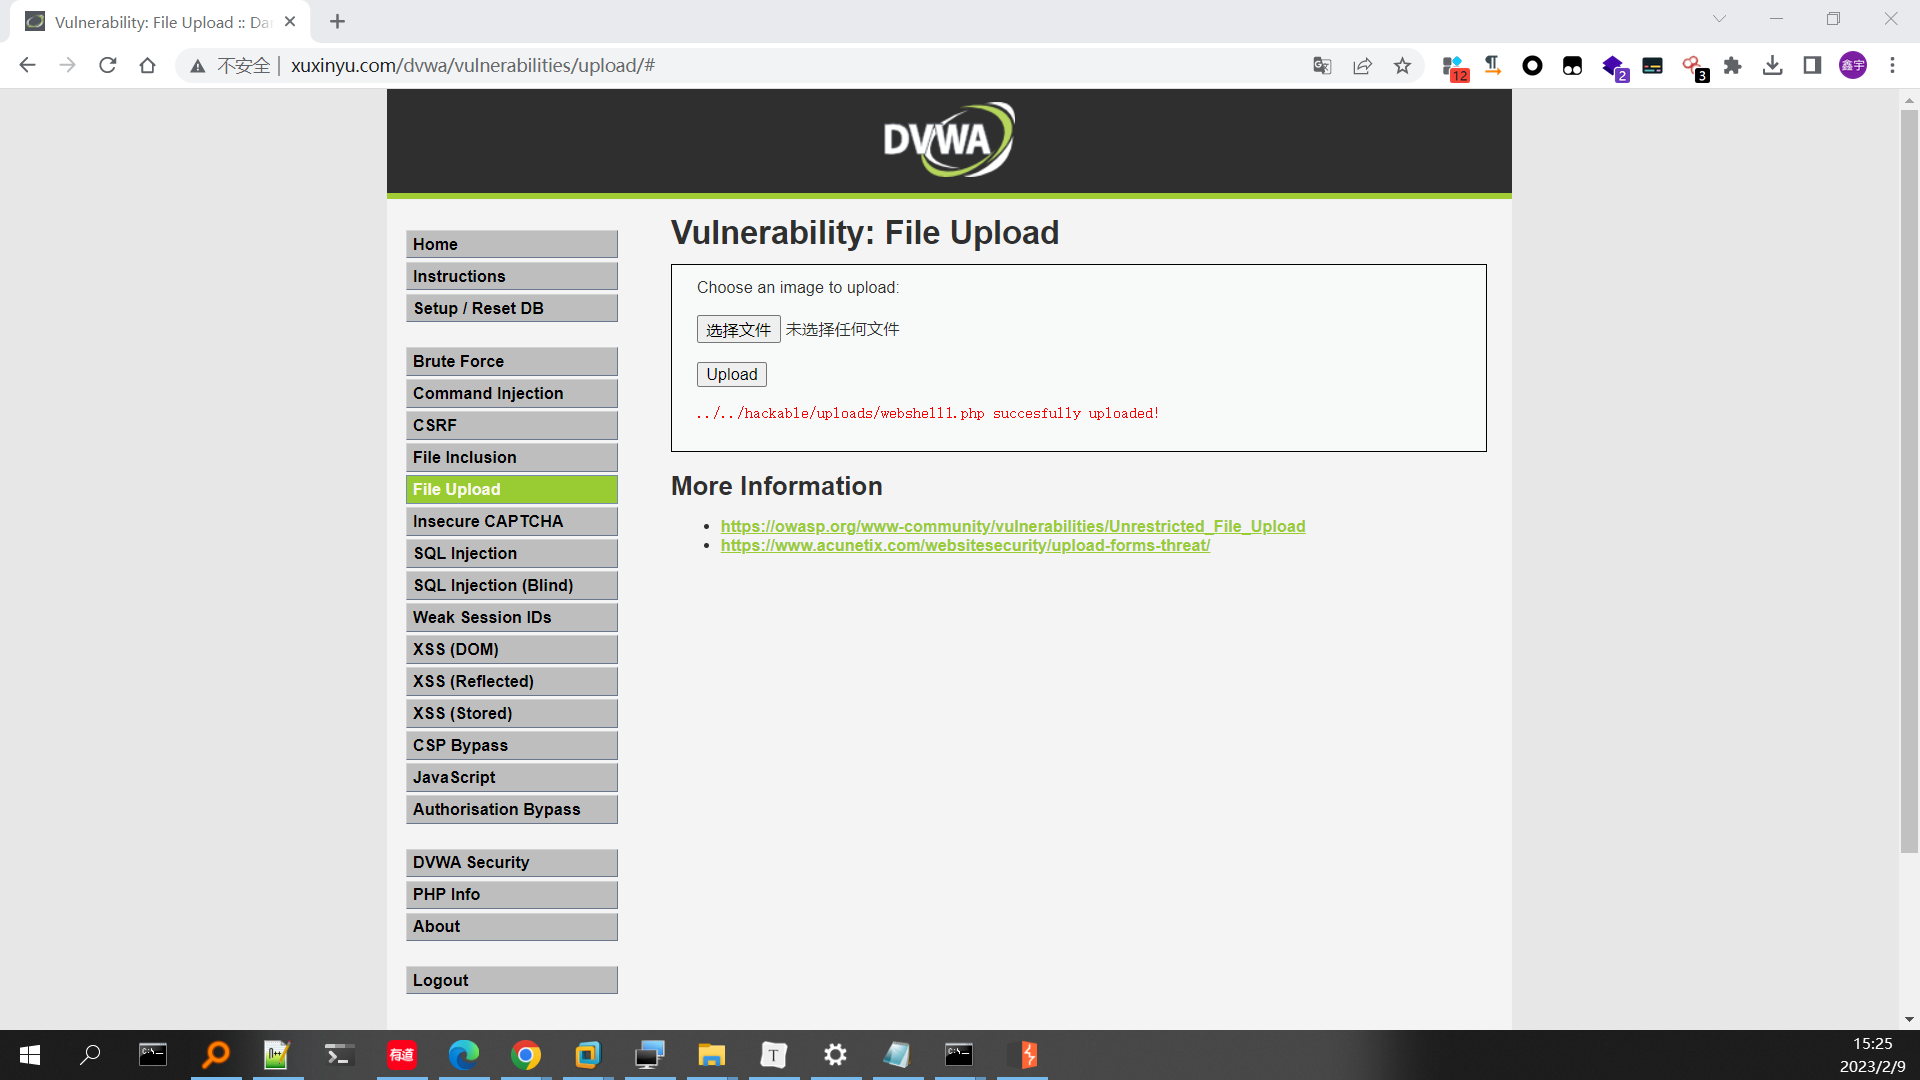 Vulnerability: File Upload :: Da
不安全 | xuxinyu.com/dvwa/vulnerabilities/upload/#
12
2
3
鑫宇
DVWA
Home
Instructions
Setup / Reset DB
Brute Force
Command Injection
CSRF
File Inclusion
File Upload
Insecure CAPTCHA
SQL Injection
SQL Injection (Blind)
Weak Session IDs
XSS (DOM)
XSS (Reflected)
XSS (Stored)
CSP Bypass
JavaScript
Authorisation Bypass
DVWA Security
PHP Info
About
Logout
Vulnerability: File Upload
Choose an image to upload:
选择文件 未选择任何文件
Upload
../../hackable/uploads/webshell1.php succesfully uploaded!
More Information
https://owasp.org/www-community/vulnerabilities/Unrestricted_File_Upload
https://www.acunetix.com/websitesecurity/upload-forms-threat/
有道
T
15:25
2023/2/9